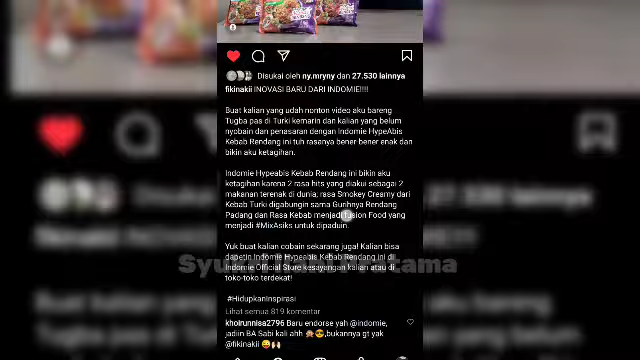 Disukai oleh ny.mryny dan 27.530 lainnya
fikinakii INOVASI BARU DARI INDOMIE!!!!
Buat kalian yang udah nonton video aku bareng
Tugba pas di Turki kemarin dan kalian yang belum
nyobain dan penasaran dengan Indomie HypeAbis
Kebab Rendang ini tuh rasanya bener bener enak dan
bikin aku ketagihan.
Indomie Hypeabis Kebab Rendang ini bikin aku
ketagihan karena 2 rasa hits yang diakui sebagai 2
makanan terenak di dunia; rasa Smokey Creamy dari
Kebab Turki digabungin sama Gurihnya Rendang
Padang dan Rasa Kebab menjadi fusion Food yang
menjadi #MixAsiks untuk dipaduin.
Yuk buat kalian cobain sekarang juga! Kalian bisa
dapetin Indomie Hypeabis Kebab Rendang ini di
Indomie Official Store kesayangan kalian atau di
toko-toko terdekat!
#HidupkanInspirasi
Lihat semua 819 komentar
khoirunnisa2796 Baru endorse yah @indomie,
jadiin BA Sabi kali ahh 🙊😎,bukannya gt yak
@fikinakii 😜🙌🏻